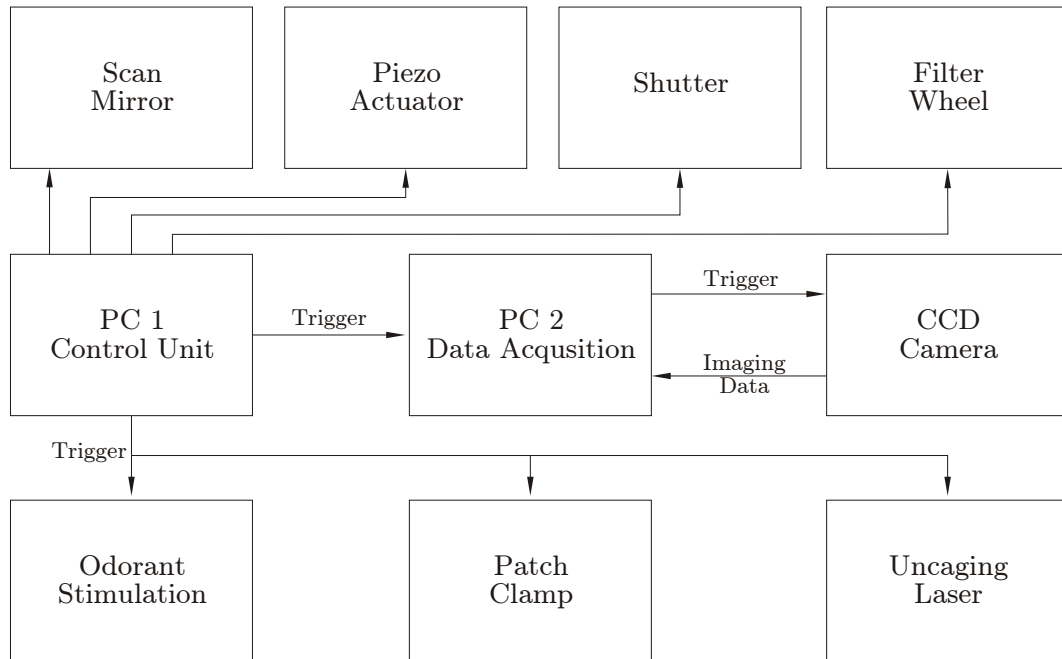 Scan
Mirror
Piezo
Actuator
Shutter
Filter
Wheel
PC 1
Control Unit
Trigger
PC 2
Data Acqusition
Trigger
Imaging
Data
CCD
Camera
Trigger
Odorant
Stimulation
Patch
Clamp
Uncaging
Laser